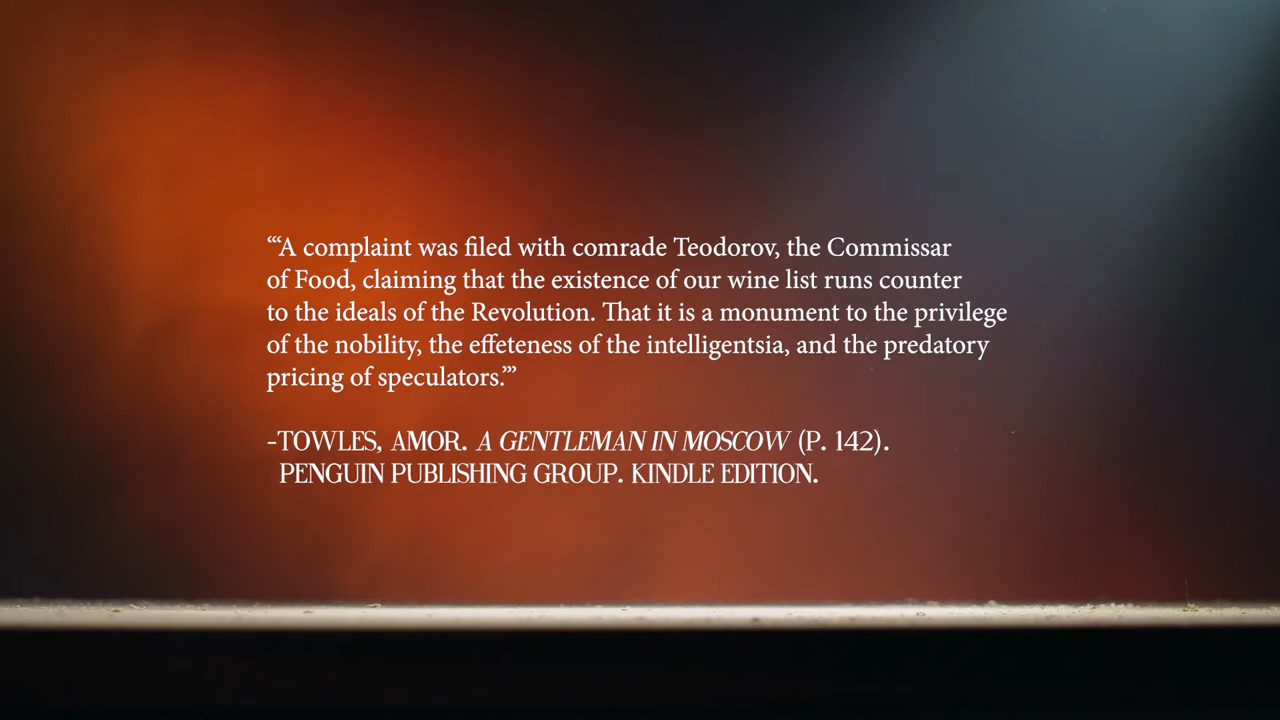 “‘A complaint was filed with comrade Teodorov, the Commissar
of Food, claiming that the existence of our wine list runs counter
to the ideals of the Revolution. That it is a monument to the privilege
of the nobility, the effeteness of the intelligentsia, and the predatory
pricing of speculators.’”
-TOWLES, AMOR. A GENTLEMAN IN MOSCOW (P. 142).
PENGUIN PUBLISHING GROUP. KINDLE EDITION.